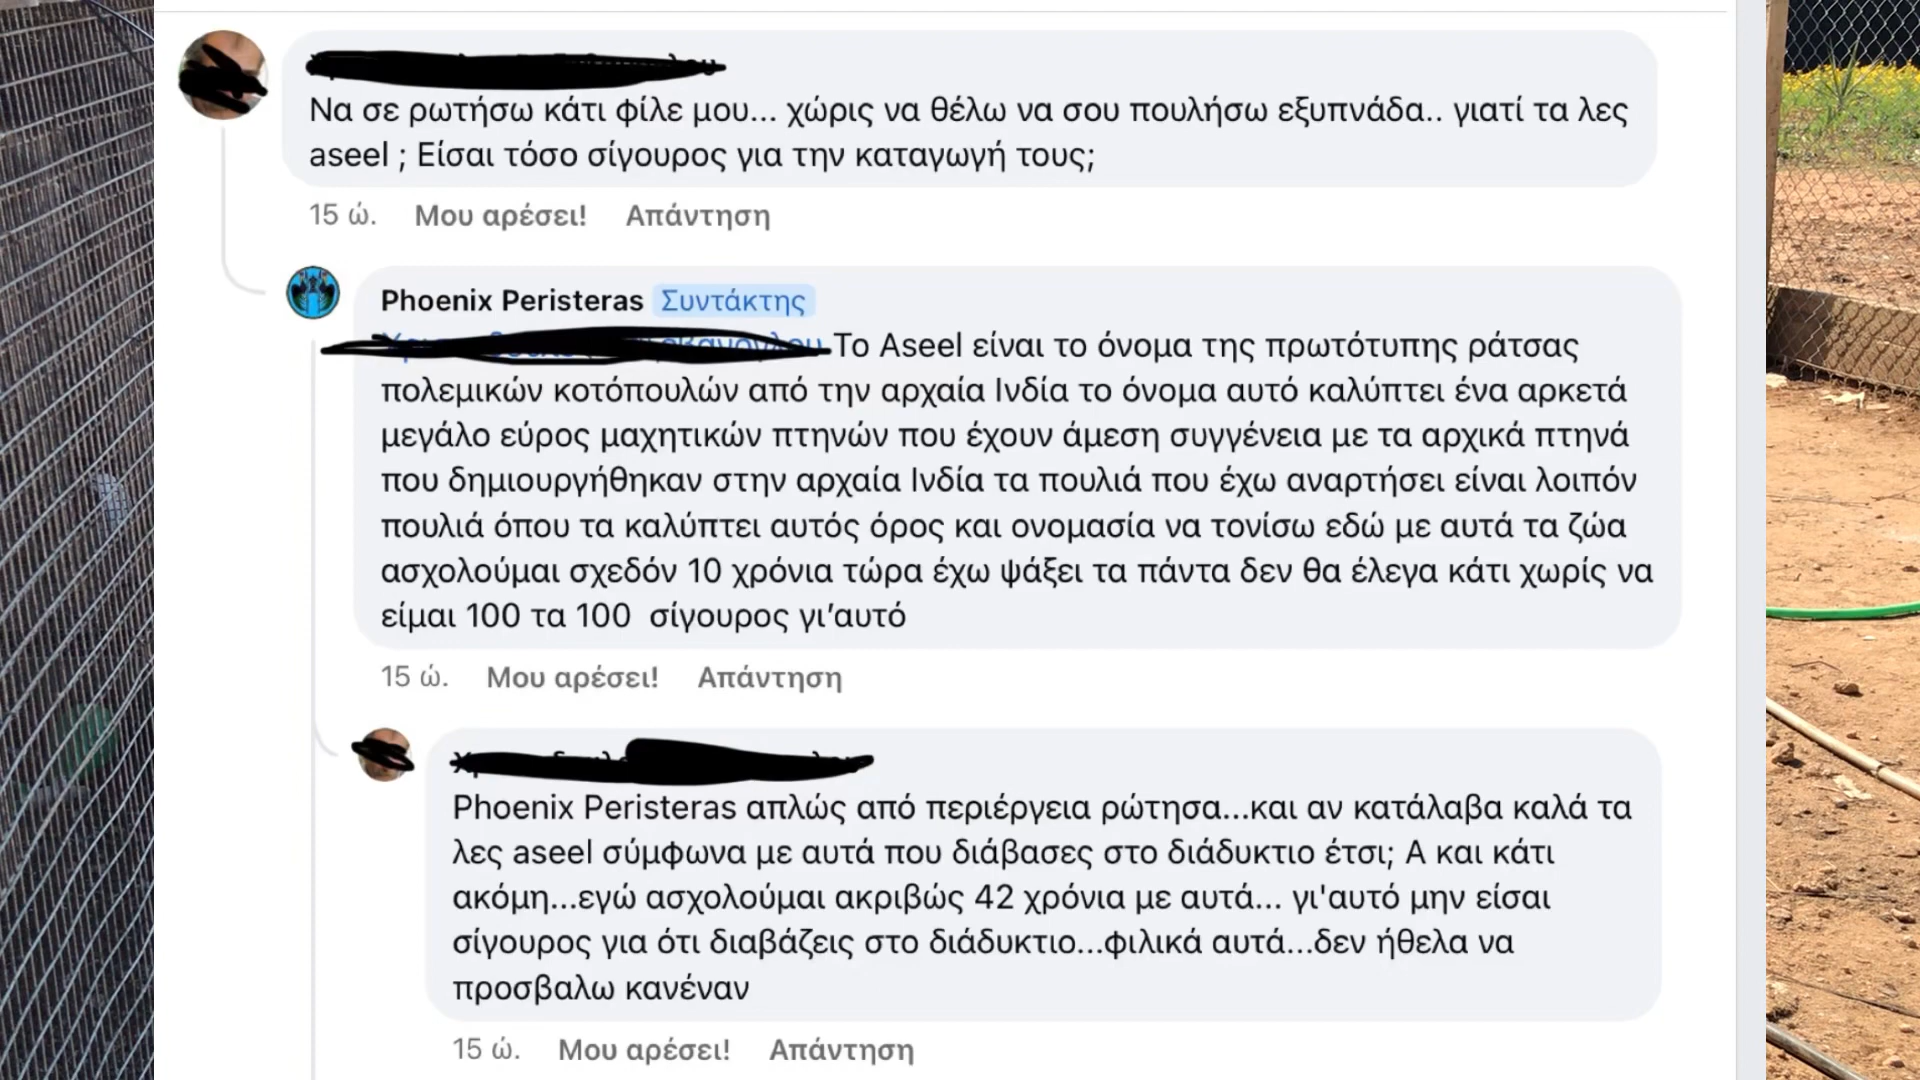 Να σε ρωτήσω κάτι φίλε μου... χώρις να θέλω να σου πουλήσω εξυπνάδα.. γιατί τα λες
aseel ; Είσαι τόσο σίγουρος για την καταγωγή τους;
15 ώ. Μου αρέσει! Απάντηση
Phoenix Peristeras Συντάκτης
Το Aseel είναι το όνομα της πρωτότυπης ράτσας
πολεμικών κοτόπουλών από την αρχαία Ινδία το όνομα αυτό καλύπτει ένα αρκετά
μεγάλο εύρος μαχητικών πτηνών που έχουν άμεση συγγένεια με τα αρχικά πτηνά
που δημιουργήθηκαν στην αρχαία Ινδία τα πουλιά που έχω αναρτήσει είναι λοιπόν
πουλιά όπου τα καλύπτει αυτός όρος και ονομασία να τονίσω εδώ με αυτά τα ζώα
ασχολούμαι σχεδόν 10 χρόνια τώρα έχω ψάξει τα πάντα δεν θα έλεγα κάτι χωρίς να
είμαι 100 τα 100 σίγουρος γι’αυτό
15 ώ. Μου αρέσει! Απάντηση
Phoenix Peristeras απλώς από περιέργεια ρώτησα...και αν κατάλαβα καλά τα
λες aseel σύμφωνα με αυτά που διάβασες στο διάδυκτιο έτσι; Α και κάτι
ακόμη...εγώ ασχολούμαι ακριβώς 42 χρόνια με αυτά... γι'αυτό μην είσαι
σίγουρος για ότι διαβάζεις στο διάδυκτιο...φιλικά αυτά...δεν ήθελα να
προσβαλω κανέναν
15 ώ. Μου αρέσει! Απάντηση